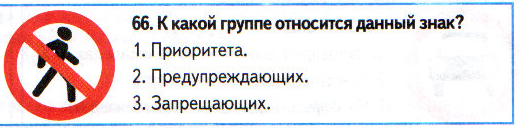 66. К какой группе относится данный знак?
1. Приоритета.
2. Предупреждающих.
3. Запрещающих.